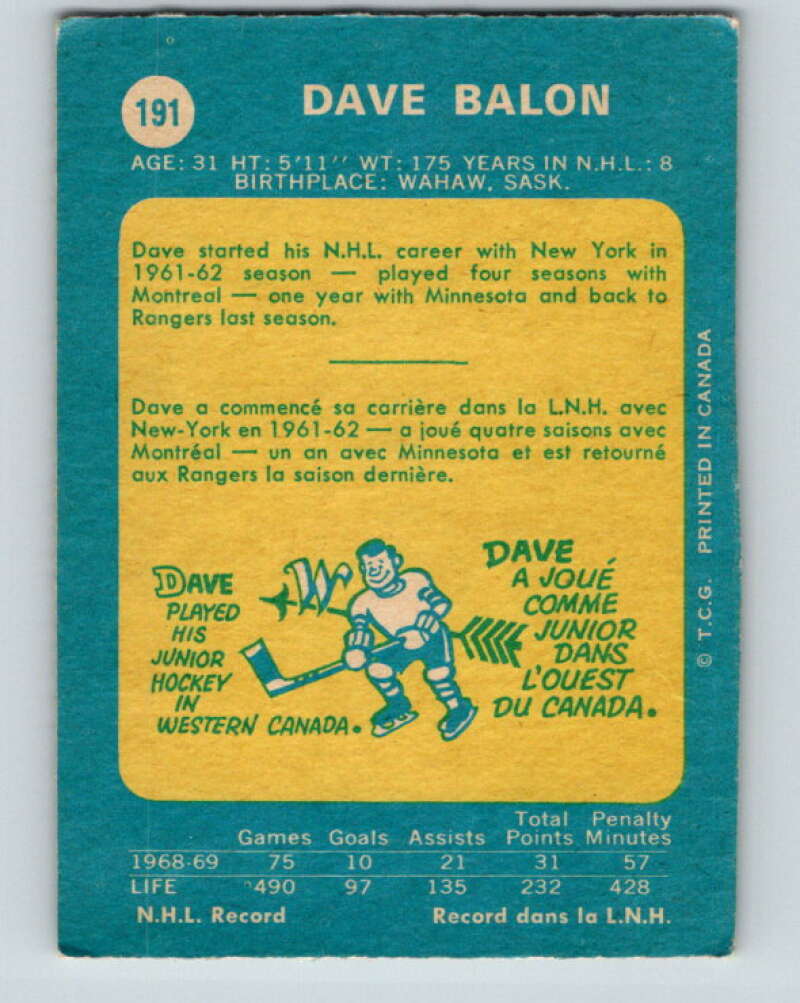 191
DAVE BALON
AGE: 31 HT: 5'11'' WT: 175 YEARS IN N.H.L.: 8
BIRTHPLACE: WAHAW, SASK.
Dave started his N.H.L. career with New York in
1961-62 season — played four seasons with
Montreal — one year with Minnesota and back to
Rangers last season.
Dave a commencé sa carrière dans la L.N.H. avec
New-York en 1961-62 — a joué quatre saisons avec
Montréal — un an avec Minnesota et est retourné
aux Rangers la saison dernière.
DAVE
PLAYED
HIS
JUNIOR
HOCKEY
IN
WESTERN CANADA.
W
DAVE
A JOUÉ
COMME
JUNIOR
DANS
L'OUEST
DU CANADA.
© T.C.G. PRINTED IN CANADA
Total Penalty
Games Goals Assists Points Minutes
1968-69 75 10 21 31 57
LIFE 490 97 135 232 428
N.H.L. Record Record dans la L.N.H.